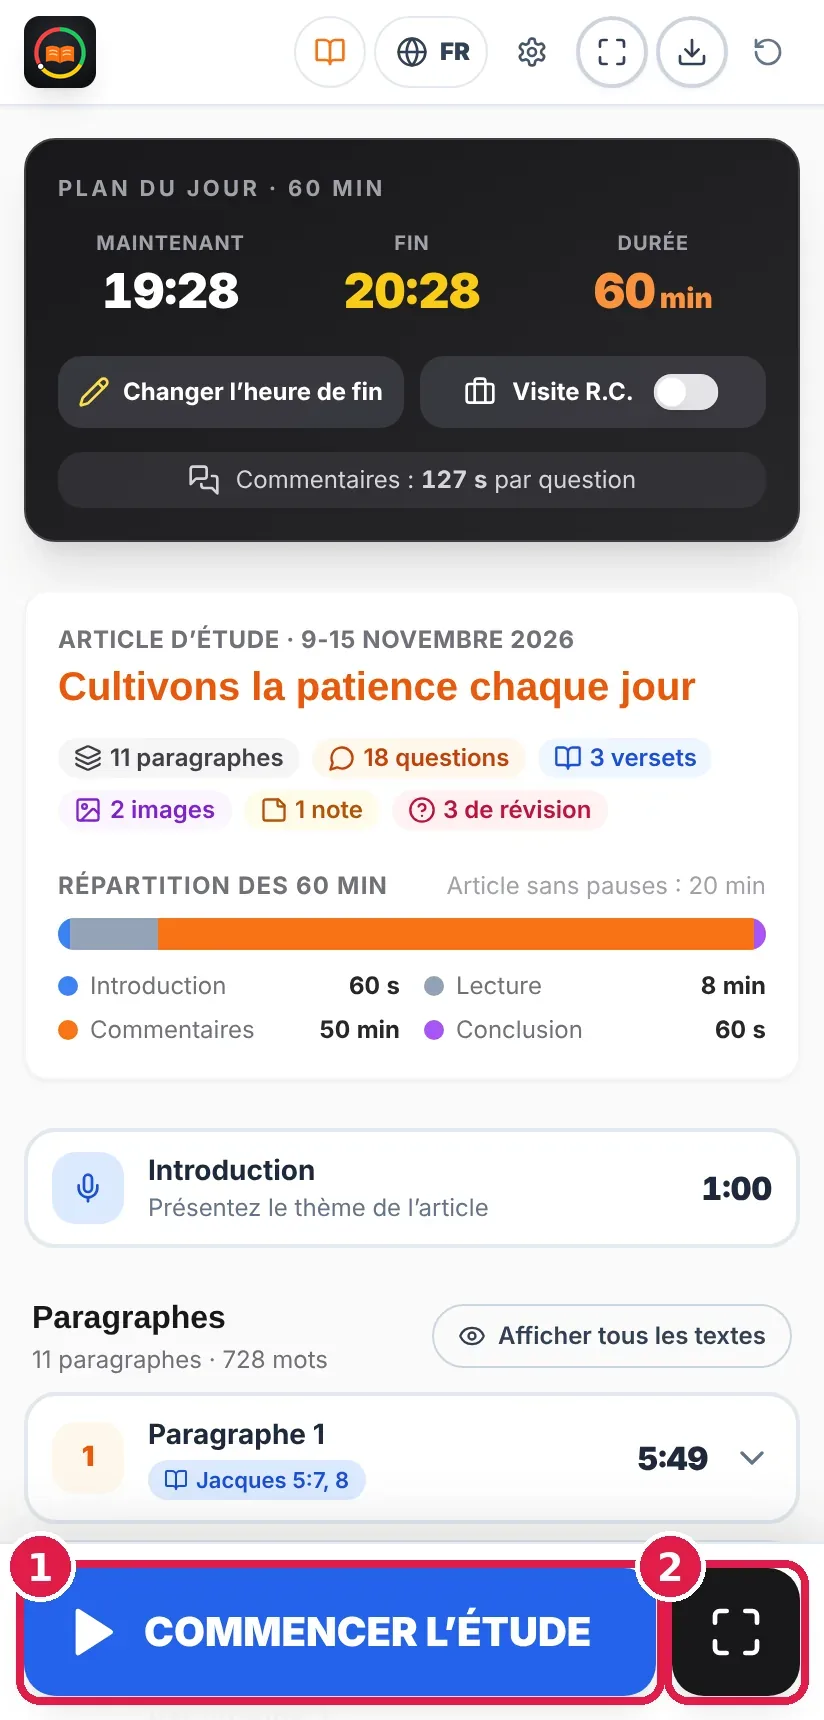 FR
PLAN DU JOUR · 60 MIN
MAINTENANT
19:28
FIN
20:28
DURÉE
60 min
Changer l’heure de fin
Visite R.C.
Commentaires : 127 s par question
ARTICLE D’ÉTUDE · 9-15 NOVEMBRE 2026
Cultivons la patience chaque jour
11 paragraphes
18 questions
3 versets
2 images
1 note
3 de révision
RÉPARTITION DES 60 MIN
Article sans pauses : 20 min
Introduction 60 s
Lecture 8 min
Commentaires 50 min
Conclusion 60 s
Introduction
Présentez le thème de l’article
1:00
Paragraphes
11 paragraphes · 728 mots
Afficher tous les textes
1
Paragraphe 1
Jacques 5:7, 8
5:49
1
COMMENCER L’ÉTUDE
2